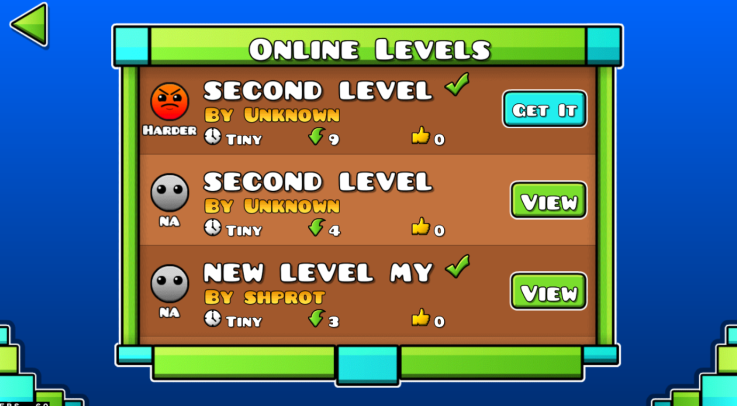 Online Levels
SECOND LEVEL
By Unknown
Harder
Tiny 9 0
Get It
SECOND LEVEL
By Unknown
NA
Tiny 4 0
View
NEW LEVEL MY
By shprot
NA
Tiny 3 0
View